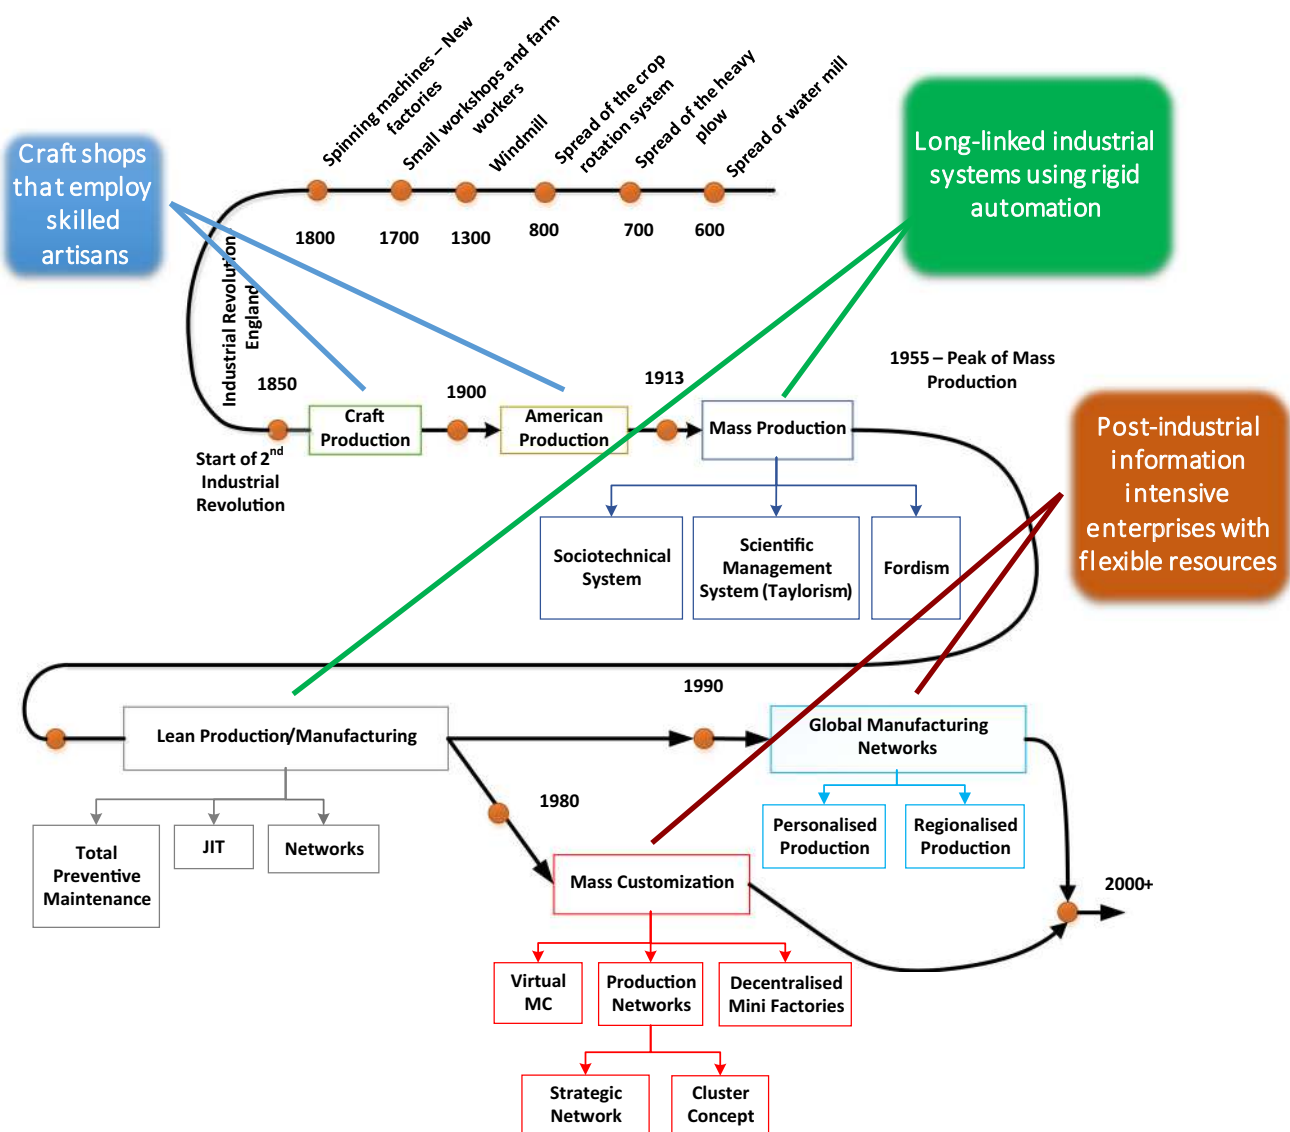 Spinning machines – New
factories
Small workshops and farm
workers
Windmill
Spread of the crop
rotation system
Spread of the heavy
plow
Spread of water mill
Craft shops
that employ
skilled
artisans
Long-linked industrial
systems using rigid
automation
1800
1700
1300
800
700
600
Industrial Revolution
England
1850
1900
1913
1955 – Peak of Mass
Production
Craft
Production
American
Production
Mass Production
Start of 2nd
Industrial
Revolution
Post-industrial
information
intensive
enterprises with
flexible resources
Sociotechnical
System
Scientific
Management
System (Taylorism)
Fordism
1990
Lean Production/Manufacturing
Global Manufacturing
Networks
1980
Total
Preventive
Maintenance
JIT
Networks
Personalised
Production
Regionalised
Production
Mass Customization
2000+
Virtual
MC
Production
Networks
Decentralised
Mini Factories
Strategic
Network
Cluster
Concept